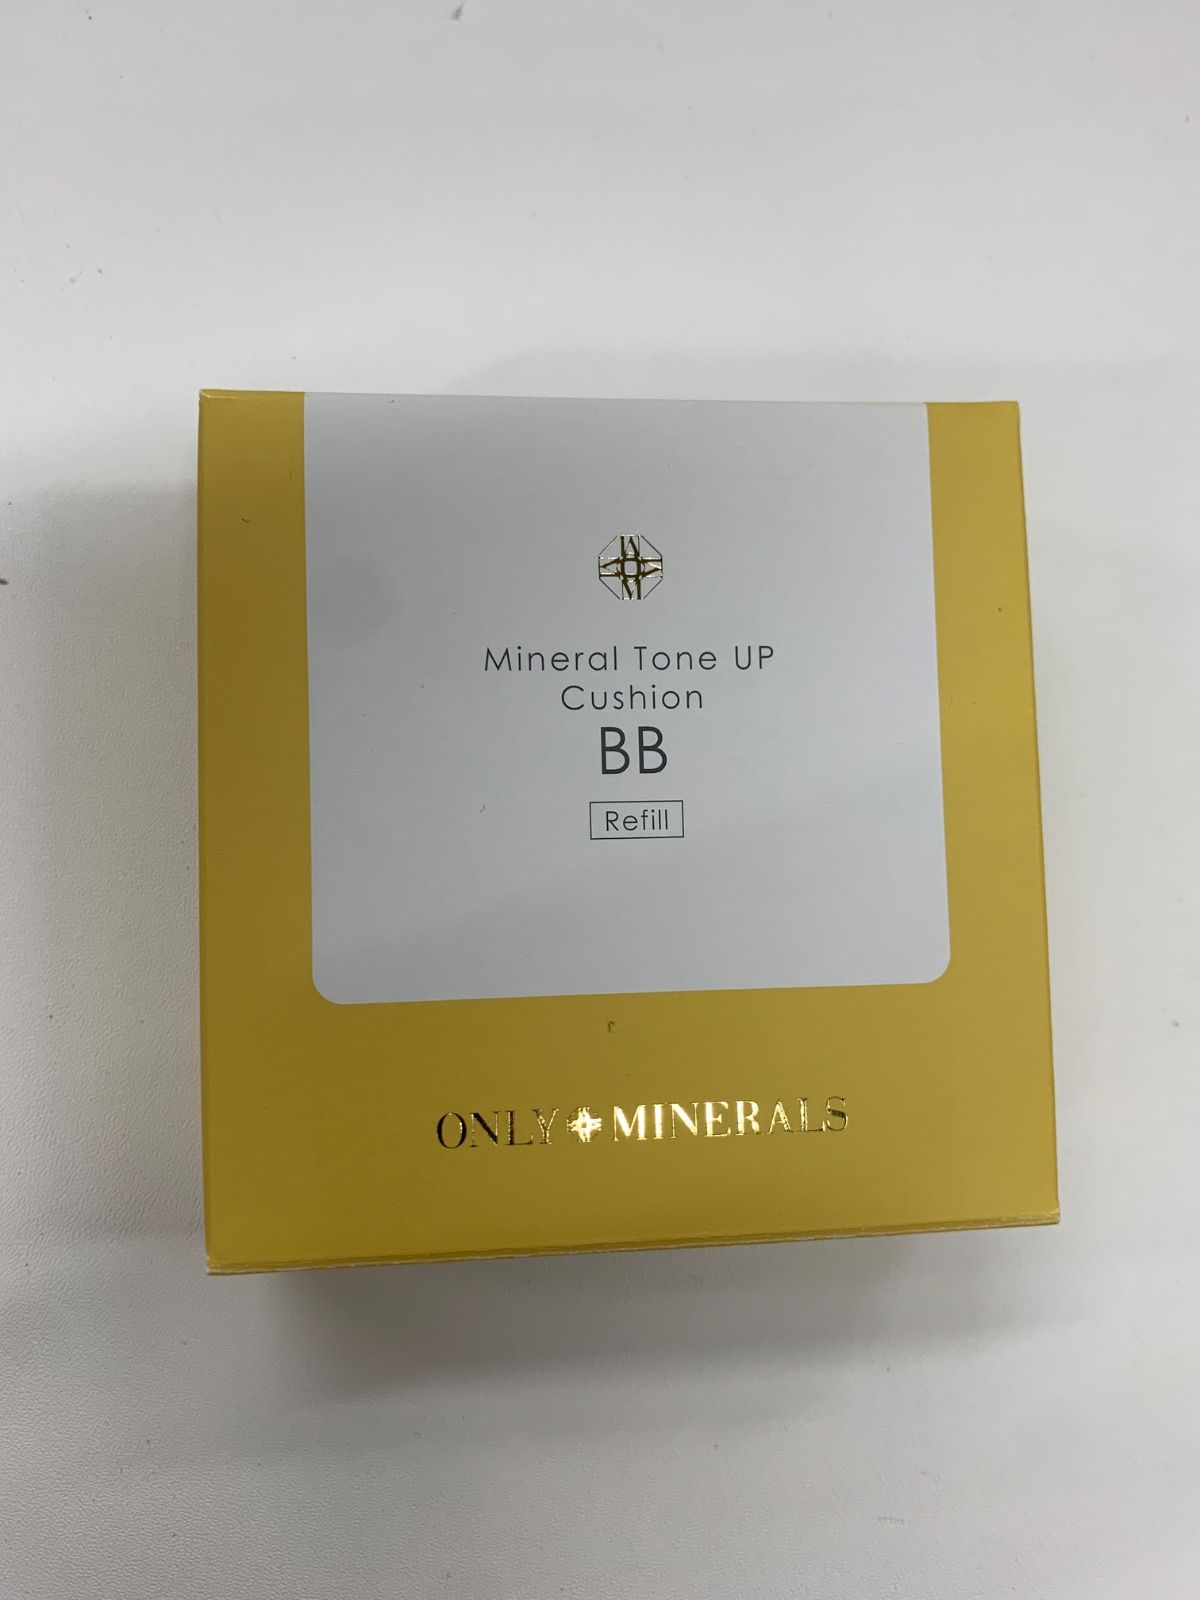 Mineral Tone UP
Cushion
BB
Refill
ONLY MINERALS